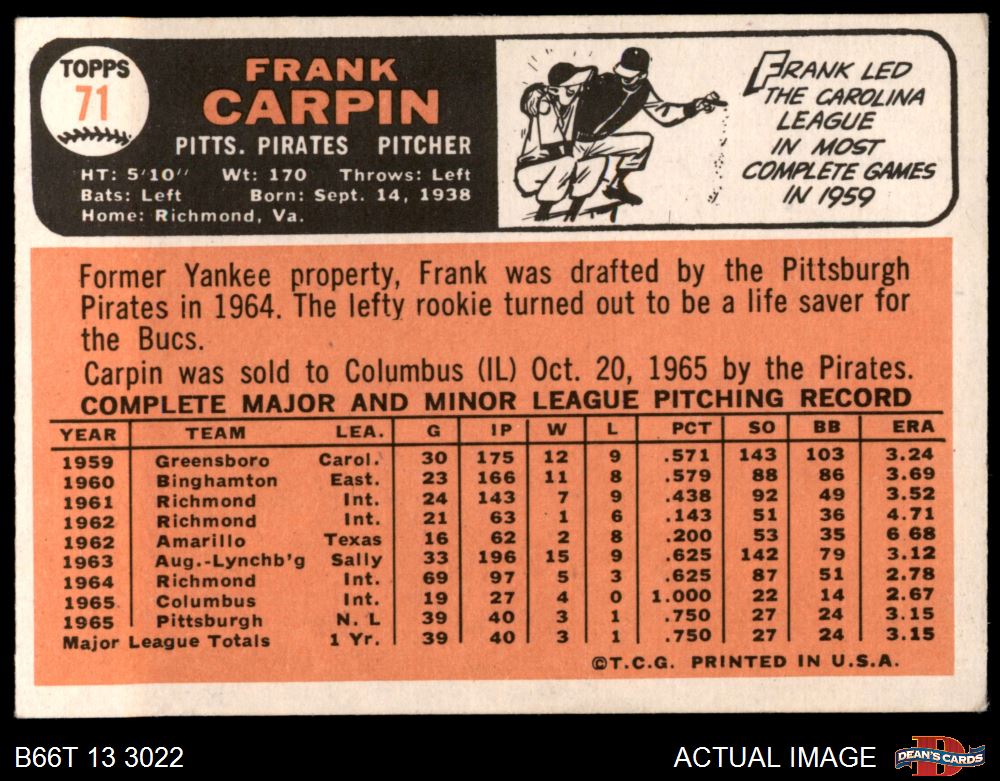 TOPPS
71
FRANK
CARPIN
PITTS. PIRATES PITCHER
HT: 5'10" Wt: 170 Throws: Left
Bats: Left Born: Sept. 14, 1938
Home: Richmond, Va.
FRANK LED
THE CAROLINA
LEAGUE
IN MOST
COMPLETE GAMES
IN 1959
Former Yankee property, Frank was drafted by the Pittsburgh
Pirates in 1964. The lefty rookie turned out to be a life saver for
the Bucs.
Carpin was sold to Columbus (IL) Oct. 20, 1965 by the Pirates.
COMPLETE MAJOR AND MINOR LEAGUE PITCHING RECORD
YEAR TEAM LEA. G IP W L PCT SO BB ERA
1959 Greensboro Carol. 30 175 12 9 .571 143 103 3.24
1960 Binghamton East. 23 166 11 8 .579 88 86 3.69
1961 Richmond Int. 24 143 7 9 .438 92 49 3.52
1962 Richmond Int. 21 63 1 6 .143 51 36 4.71
1962 Amarillo Texas 16 62 2 8 .200 53 35 6 68
1963 Aug.-Lynchb'g Sally 33 196 15 9 .625 142 79 3.12
1964 Richmond Int. 69 97 5 3 .625 87 51 2.78
1965 Columbus Int. 19 27 4 0 1.000 22 14 2.67
1965 Pittsburgh N. L 39 40 3 1 .750 27 24 3.15
Major League Totals 1 Yr. 39 40 3 1 .750 27 24 3.15
©T.C.G. PRINTED IN U.S.A.
B66T 13 3022 ACTUAL IMAGE
DEAN'S CARDS